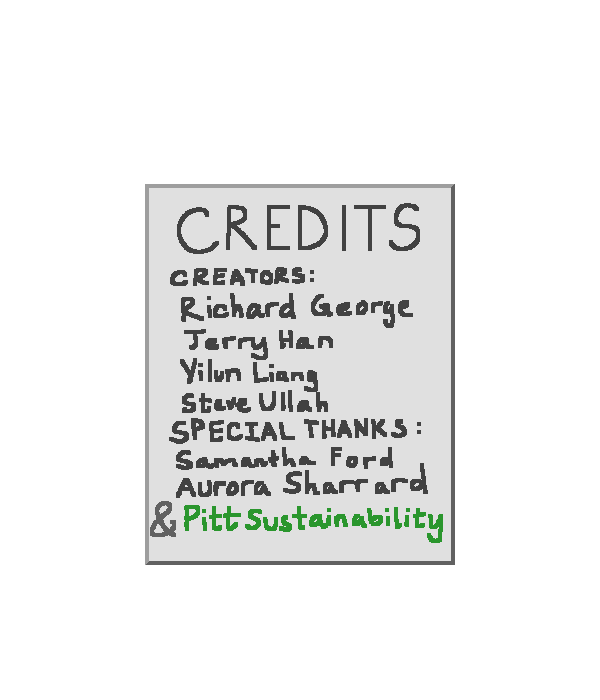 CREDITS
CREATORS:
Richard George
Jerry Han
Yilun Liang
Steve Ullah
SPECIAL THANKS:
Samantha Ford
Aurora Sharrard
& Pitt Sustainability